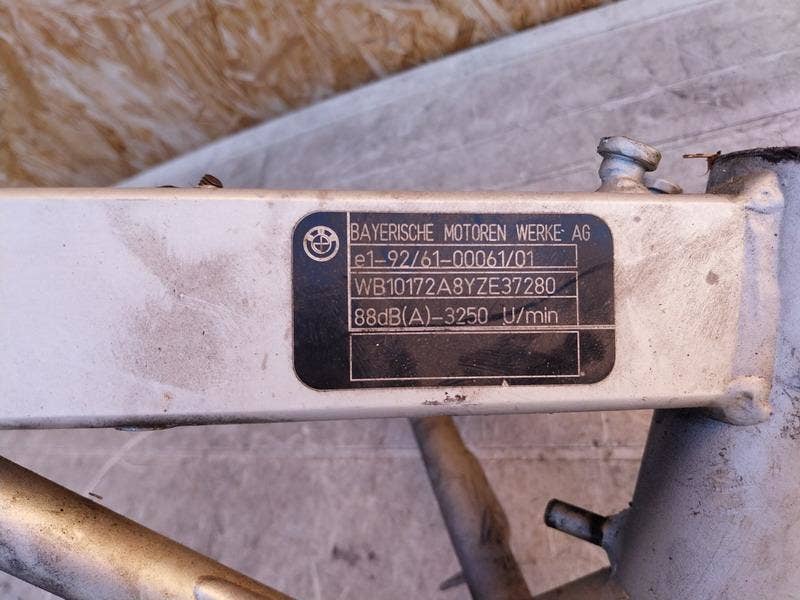 BAYERISCHE MOTOREN WERKE AG
e1-92/61-00061/01
WB10172A8YZE37280
88dB(A)-3250 U/min